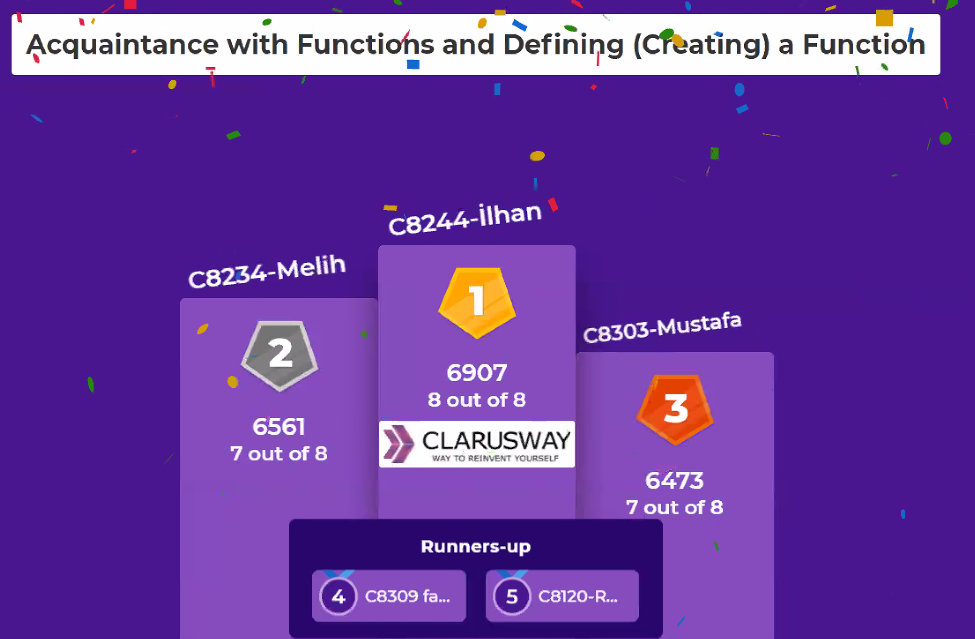 Acquaintance with Functions and Defining (Creating) a Function
C8244-İlhan
C8234-Melih
C8303-Mustafa
1
6907
8 out of 8
CLARUSWAY
WAY TO REINVENT YOURSELF
2
6561
7 out of 8
3
6473
7 out of 8
Runners-up
4 C8309 fa...
5 C8120-R...